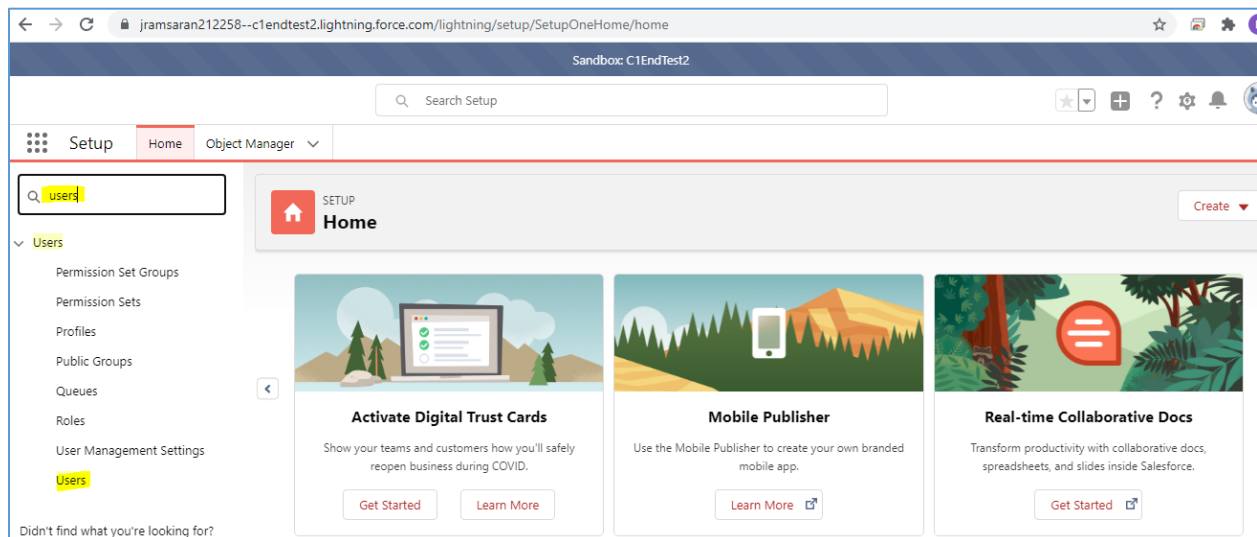 jramsaran212258--c1endtest2.lightning.force.com/lightning/setup/SetupOneHome/home
Sandbox: C1EndTest2
Search Setup
Setup
Home
Object Manager
users
SETUP
Home
Create
Users
Permission Set Groups
Permission Sets
Profiles
Public Groups
Queues
Roles
User Management Settings
Users
Didn't find what you're looking for?
Activate Digital Trust Cards
Show your teams and customers how you'll safely
reopen business during COVID.
Get Started
Learn More
Mobile Publisher
Use the Mobile Publisher to create your own branded
mobile app.
Learn More
Real-time Collaborative Docs
Transform productivity with collaborative docs,
spreadsheets, and slides inside Salesforce.
Get Started